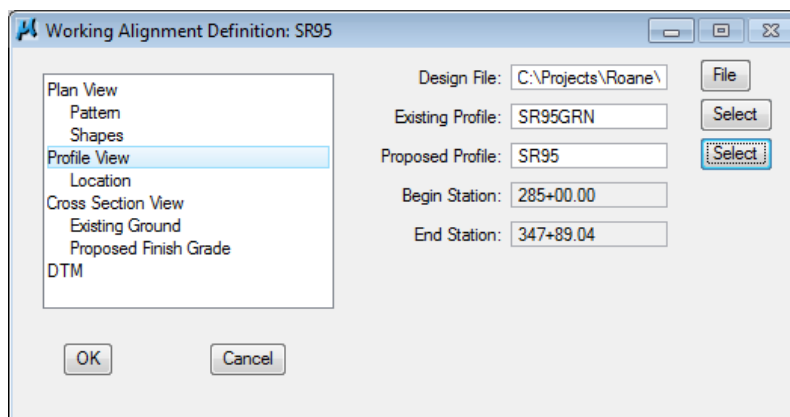 Working Alignment Definition: SR95
Plan View
Pattern
Shapes
Profile View
Location
Cross Section View
Existing Ground
Proposed Finish Grade
DTM
Design File: C:\Projects\Roane\ File
Existing Profile: SR95GRN Select
Proposed Profile: SR95 Select
Begin Station: 285+00.00
End Station: 347+89.04
OK Cancel